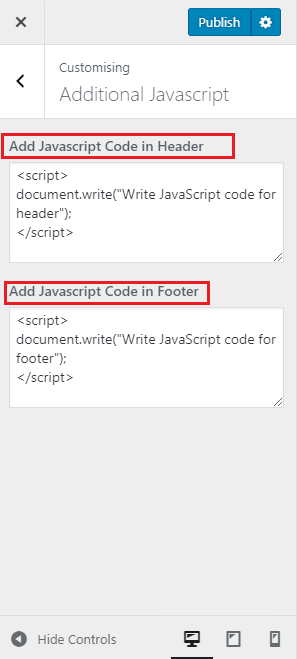 Publish
Customising
Additional Javascript
Add Javascript Code in Header
<script>
document.write("Write JavaScript code for
header");
</script>
Add Javascript Code in Footer
<script>
document.write("Write JavaScript code for
footer");
</script>
Hide Controls